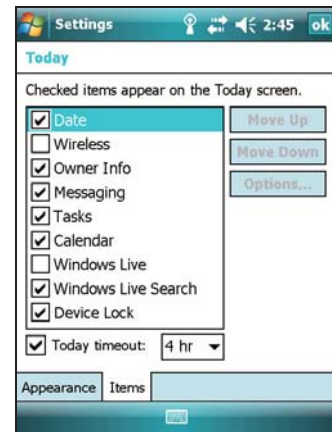 Settings 2:45 ok
Today
Checked items appear on the Today screen.
Date
Wireless
Owner Info
Messaging
Tasks
Calendar
Windows Live
Windows Live Search
Device Lock
Move Up
Move Down
Options...
Today timeout: 4 hr
Appearance Items